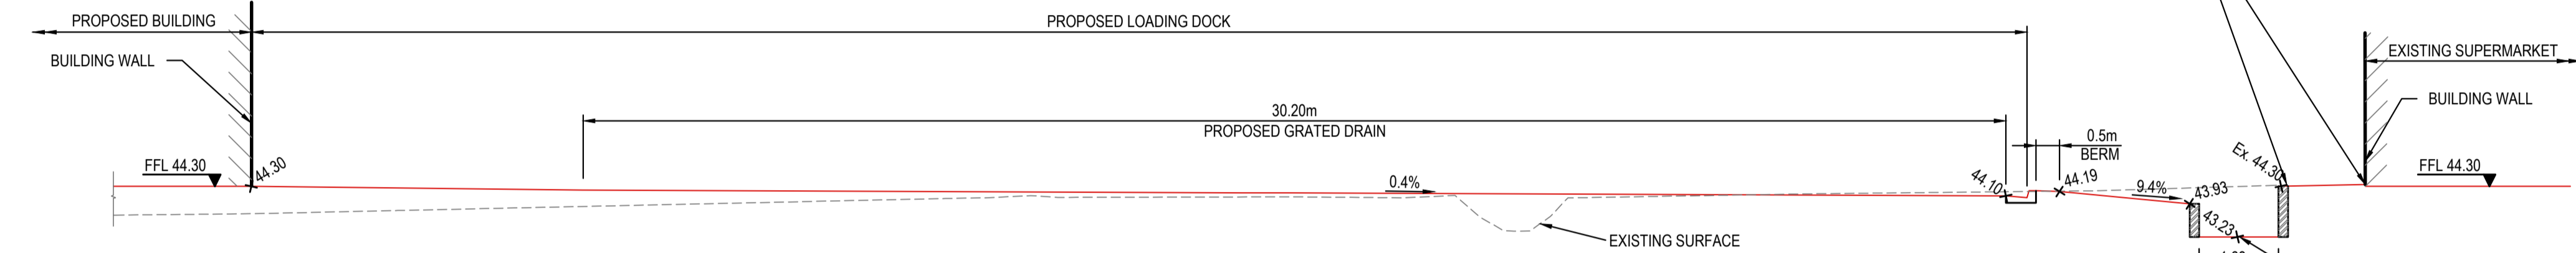 PROPOSED BUILDING
PROPOSED LOADING DOCK
BUILDING WALL
EXISTING SUPERMARKET
BUILDING WALL
30.20m
PROPOSED GRATED DRAIN
0.5m
BERM
FFL 44.30
44.30
0.4%
44.10
44.19
9.4%
43.93
Ex. 44.30
FFL 44.30
43.23
EXISTING SURFACE